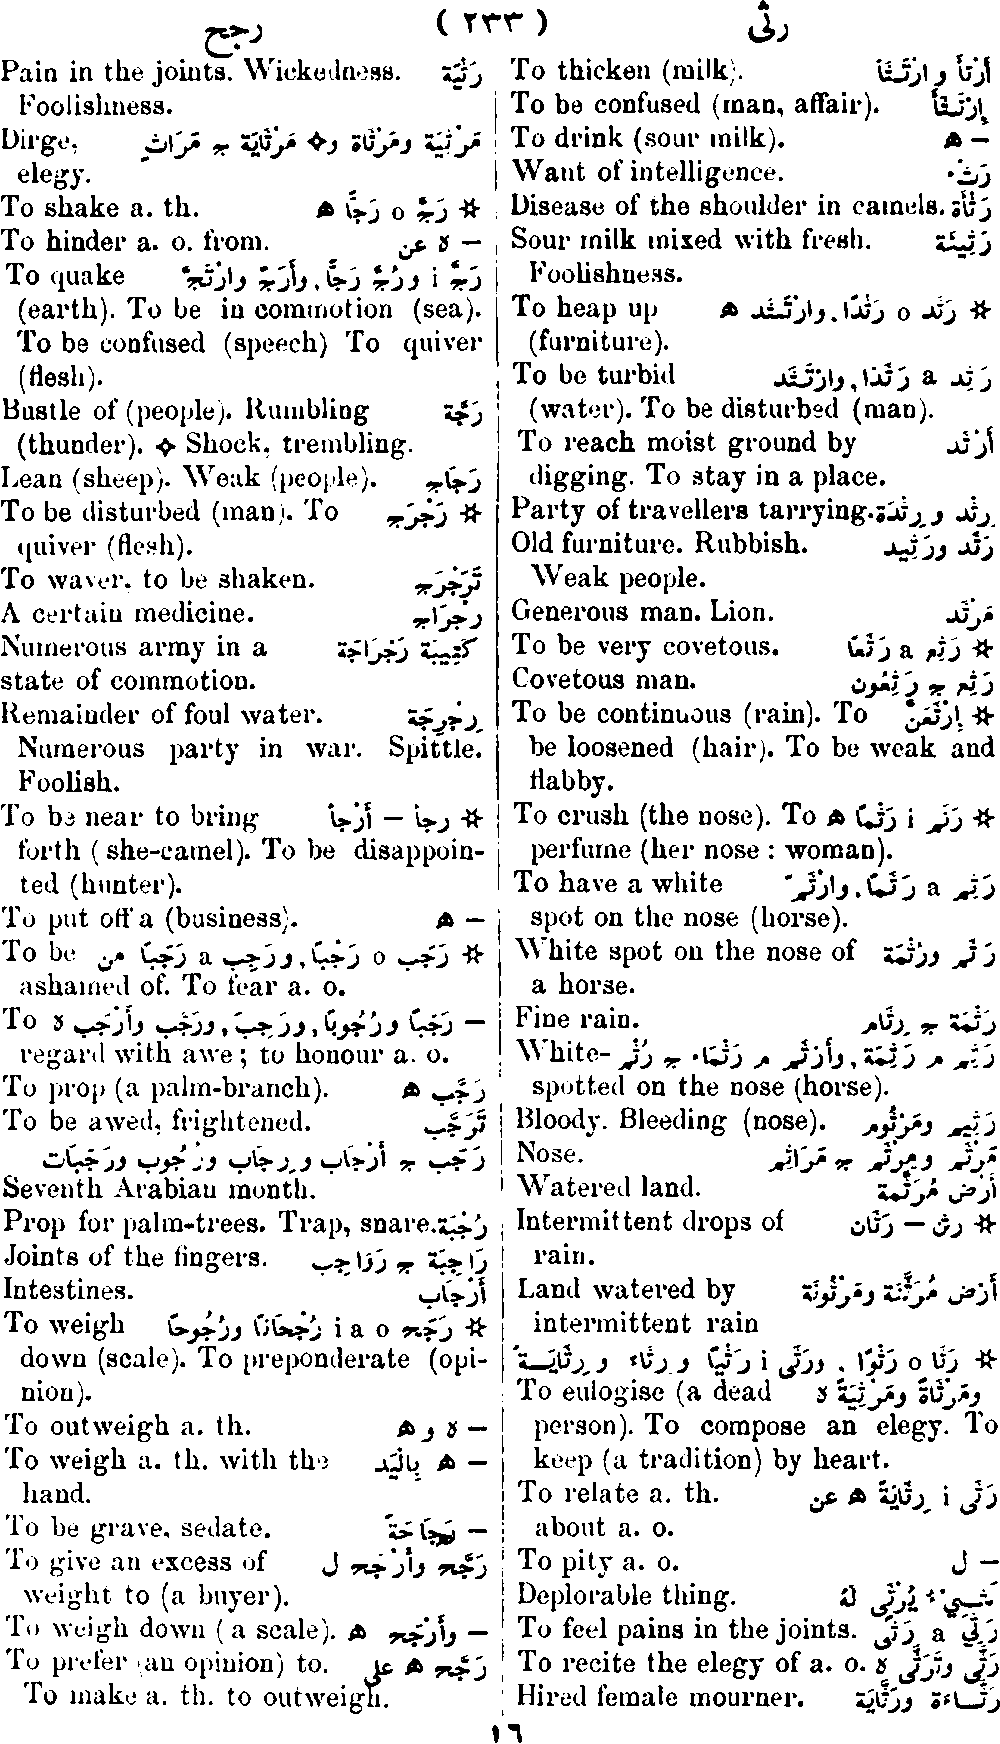 رثى ( ٢٣٣ ) رجح
To thicken (milk). أَرْثَأَ و ارْتَثَأَ
To be confused (man, affair). إِرْتَثَأَ
To drink (sour milk). – ه
Want of intelligence. رَثْء
Disease of the shoulder in camels. رَثْأَة
Sour milk mixed with fresh. رَثِيئَة
Foolishness.
To heap up ✲ رَثَد o رَثْدًا, وارْتَثَد ه
(furniture).
To be turbid رَثِد a رَثَدًا, وارْتَثَد
(water). To be disturbed (man).
To reach moist ground by أَرْثَد
digging. To stay in a place.
Party of travellers tarrying. رِثْد و رِثْدَة
Old furniture. Rubbish. رَثَد ورَثِيد
Weak people.
Generous man. Lion. مَرْثَد
To be very covetous. ✲ رَثِع a رَثَعًا
Covetous man. رَثِع ج رَثِعُون
To be continuous (rain). To ✲ إِرْثَعَنَّ
be loosened (hair). To be weak and
flabby.
To crush (the nose). To ✲ رَثَم i رَثْمًا ه
perfume (her nose : woman).
To have a white رَثِم a رَثَمًا, وارْثَمَّ
spot on the nose (horse).
White spot on the nose of رَثَم ورُثْمَة
a horse.
Fine rain. رَثْمَة ج رِثَام
White- رَثِم م رَثِمَة, وأَرْثَم م رَثْمَاء ج رُثْم
spotted on the nose (horse).
Bloody. Bleeding (nose). رَثِيم ومَرْثُوم
Nose. مَرْثَم ومِرْثَم ج مَرَاثِم
Watered land. أَرْض مُرَثَّمَة
Intermittent drops of ✲ رثن – رَثَان
rain.
Land watered by أَرْض مُرَثَّنَة ومَرْثُونَة
intermittent rain
✲ رَثَا o رَثْوًا , ورَثَى i رَثْيًا و رِثَاء و رِثَايَـة
To eulogise (a dead ومَرْثَاةً ومَرْثِيَةً ه
person). To compose an elegy. To
keep (a tradition) by heart.
To relate a. th. رَثَى i رِثَايَةً ه عن
about a. o.
To pity a. o. – ل
Deplorable thing. شَيْء يُرْثَى لَهُ
To feel pains in the joints. رَثِيَ a رَثًى
To recite the elegy of a. o. رَثَّى وتَرَثَّى ه
Hired female mourner. رَثَّاءَة ورَثَّايَة
Pain in the joints. Wickedness. رَثْيَة
Foolishness.
Dirge, مَرْثِيَة ومَرْثَاة و✧ مَرْثَايَة ج مَرَاثٍ
elegy.
To shake a. th. ✲ رَجَّ o رَجًّا ه
To hinder a. o. from. – ه عن
To quake رَجَّ i ورُجَّ رَجًّا, وأَرَجَّ وارْتَجَّ
(earth). To be in commotion (sea).
To be confused (speech) To quiver
(flesh).
Bustle of (people). Rumbling رَجَّة
(thunder). ✧ Shock, trembling.
Lean (sheep). Weak (people). رَجَاج
To be disturbed (man). To ✲ رَجْرَج
quiver (flesh).
To waver, to be shaken. تَرَجْرَج
A certain medicine. رِجْرَاج
Numerous army in a كَتِيبَة رَجْرَاجَة
state of commotion.
Remainder of foul water. رِجْرِجَة
Numerous party in war. Spittle.
Foolish.
To be near to bring ✲ رجأ – أَرْجَأَ
forth ( she-camel). To be disappoin-
ted (hunter).
To put off a (business). – ه
To be ✲ رَجَب o رَجْبًا, ورَجِب a رَجَبًا من
ashamed of. To fear a. o.
To – رَجْبًا ورُجُوبًا, ورَجِب, ورَجَّب وأَرْجَب ه
regard with awe ; to honour a. o.
To prop (a palm-branch). رَجَّب ه
To be awed, frightened. تَرَجَّب
رَجَب ج أَرْجَاب و رِجَاب ورُجُوب ورَجَبَات
Seventh Arabian month.
Prop for palm-trees. Trap, snare. رُجْبَة
Joints of the fingers. رَاجِبَة ج رَوَاجِب
Intestines. أَرْجَاب
To weigh ✲ رَجَح i a o رُجْحَانًا ورُجُوحًا
down (scale). To preponderate (opi-
nion).
To outweigh a. th. – ه و ه
To weigh a. th. with the – ه بِالْيَد
hand.
To be grave, sedate. – رَجَاحَةً
To give an excess of رَجَّح وأَرْجَح ل
weight to (a buyer).
To weigh down ( a scale). – وأَرْجَح ه
To prefer (an opinion) to. رَجَّح ه على
To make a. th. to outweigh.
١٦